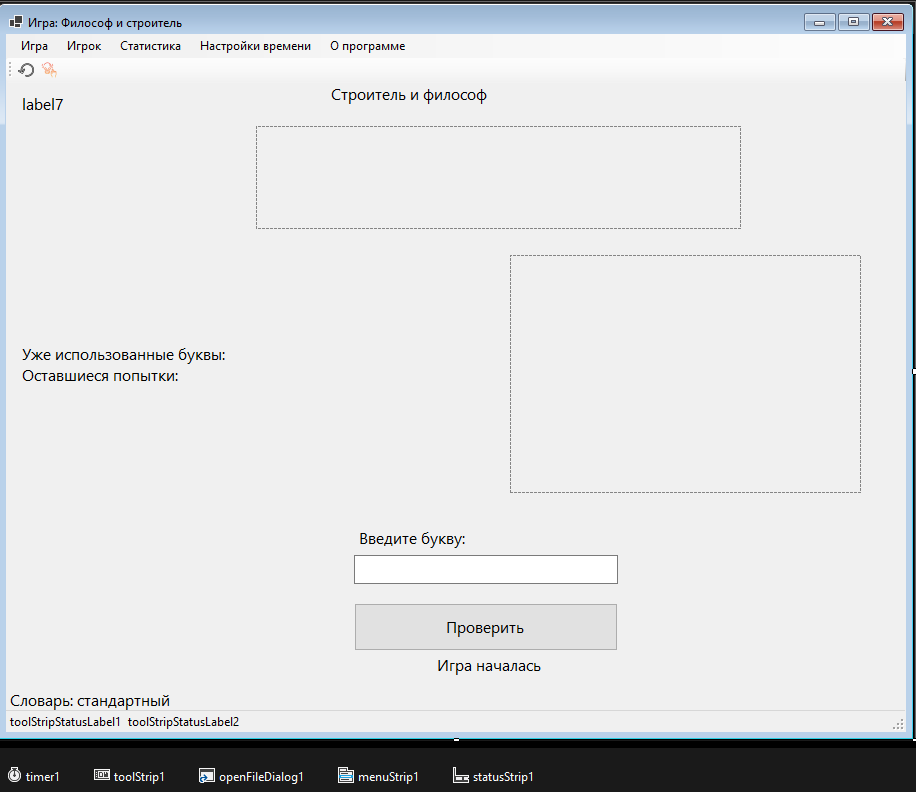 Игра: Философ и строитель
Игра Игрок Статистика Настройки времени О программе
Строитель и философ
label7
Уже использованные буквы:
Оставшиеся попытки:
Введите букву:
Проверить
Игра началась
Словарь: стандартный
toolStripStatusLabel1 toolStripStatusLabel2
timer1 toolStrip1 openFileDialog1 menuStrip1 statusStrip1